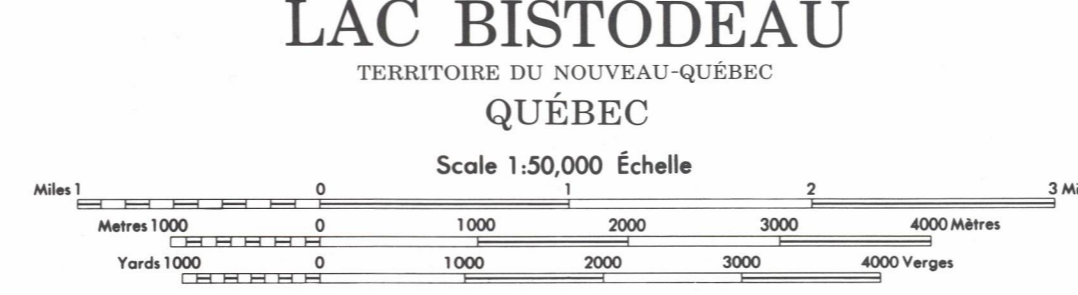 LAC BISTODEAU
TERRITOIRE DU NOUVEAU-QUÉBEC
QUÉBEC
Scale 1:50,000 Échelle
Miles 1 0 1 2 3 Mi
Metres 1000 0 1000 2000 3000 4000 Mètres
Yards 1000 0 1000 2000 3000 4000 Verges